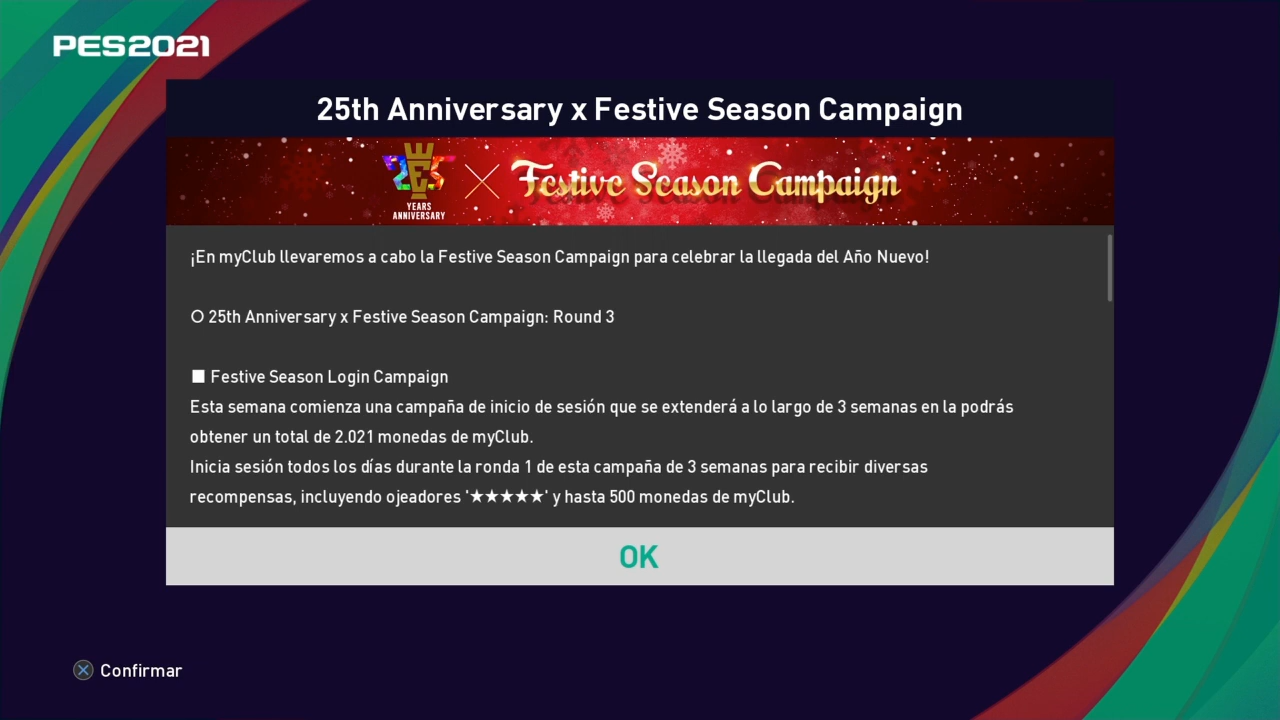 PES2021
25th Anniversary x Festive Season Campaign
25
YEARS
ANNIVERSARY
Festive Season Campaign
¡En myClub llevaremos a cabo la Festive Season Campaign para celebrar la llegada del Año Nuevo!
O 25th Anniversary x Festive Season Campaign: Round 3
■ Festive Season Login Campaign
Esta semana comienza una campaña de inicio de sesión que se extenderá a lo largo de 3 semanas en la podrás
obtener un total de 2.021 monedas de myClub.
Inicia sesión todos los días durante la ronda 1 de esta campaña de 3 semanas para recibir diversas
recompensas, incluyendo ojeadores '★★★★★' y hasta 500 monedas de myClub.
OK
Confirmar